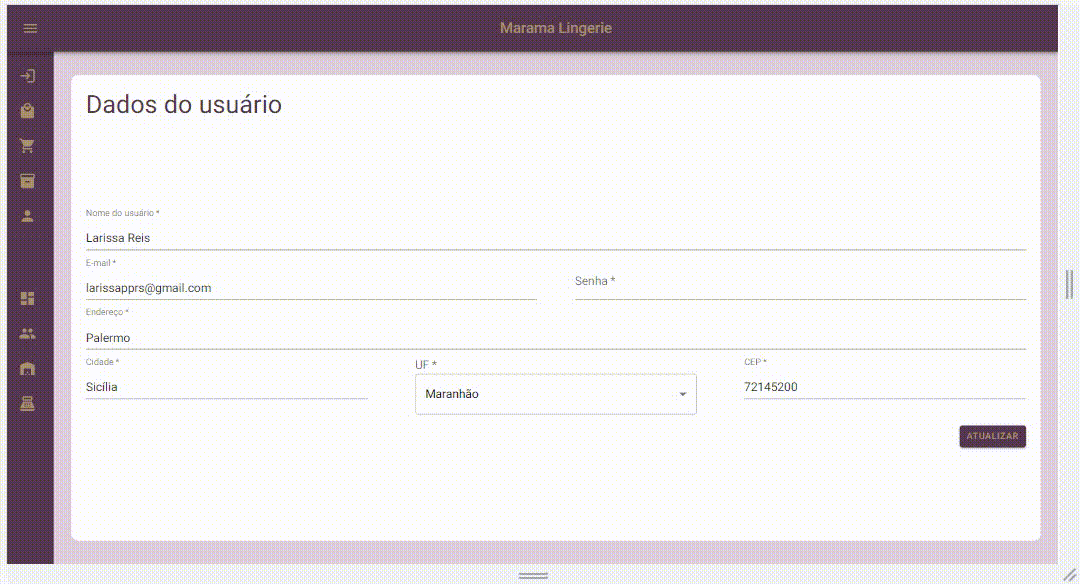 Marama Lingerie
Dados do usuário
Nome do usuário *
Larissa Reis
E-mail *
larissapprs@gmail.com
Senha *
Endereço *
Palermo
Cidade *
UF *
CEP *
Sicília
Maranhão
72145200
ATUALIZAR